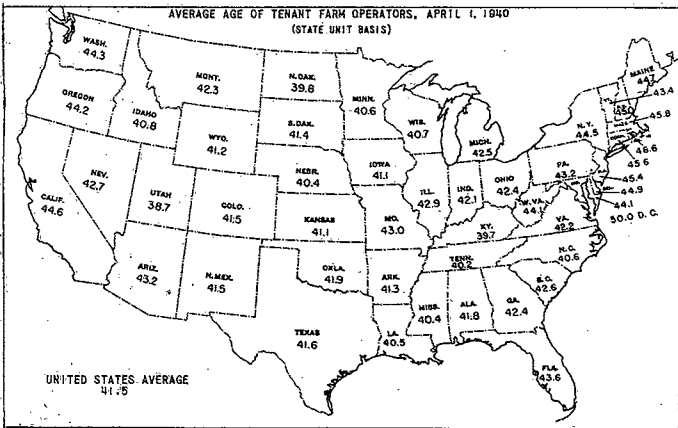 AVERAGE AGE OF TENANT FARM OPERATORS, APRIL 1, 1940
(STATE UNIT BASIS)
WASH.
44.3
OREGON
44.2
CALIF.
44.6
NEV.
42.7
IDAHO
40.8
MONT.
42.3
WYO.
41.2
UTAH
38.7
COLO.
41.5
ARIZ.
43.2
N.MEX.
41.5
N.DAK.
39.8
S.DAK.
41.4
NEBR.
40.4
KANSAS
41.1
OKLA.
41.9
TEXAS
41.6
MINN.
40.6
IOWA
41.1
MO.
43.0
ARK.
41.3
LA.
40.5
WIS.
40.7
ILL.
42.9
MICH.
42.5
IND.
42.1
OHIO
42.4
KY.
39.7
TENN.
40.2
MISS.
40.4
ALA.
41.8
GA.
42.4
FLA.
43.6
S.C.
42.6
N.C.
40.6
VA.
42.2
W.VA.
44.1
PA.
43.2
N.Y.
44.5
MAINE
44.7
43.4
45.8
46.6
45.6
45.4
44.9
44.1
50.0 D.C.
UNITED STATES AVERAGE
41.5